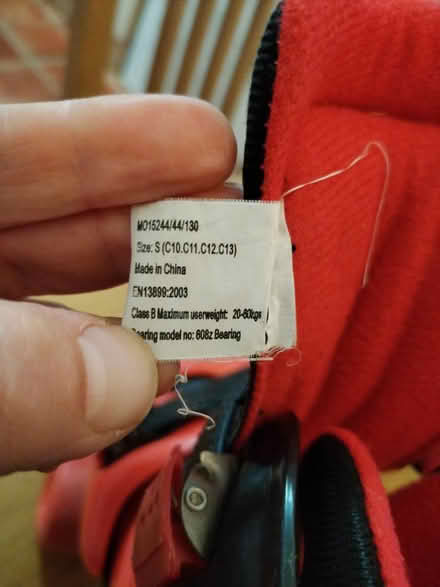 MO15244/44/130
Size: S (C10.C11.C12.C13)
Made in China
EN13899:2003
Class B Maximum userweight: 20-60kgs
Bearing model no: 608z Bearing